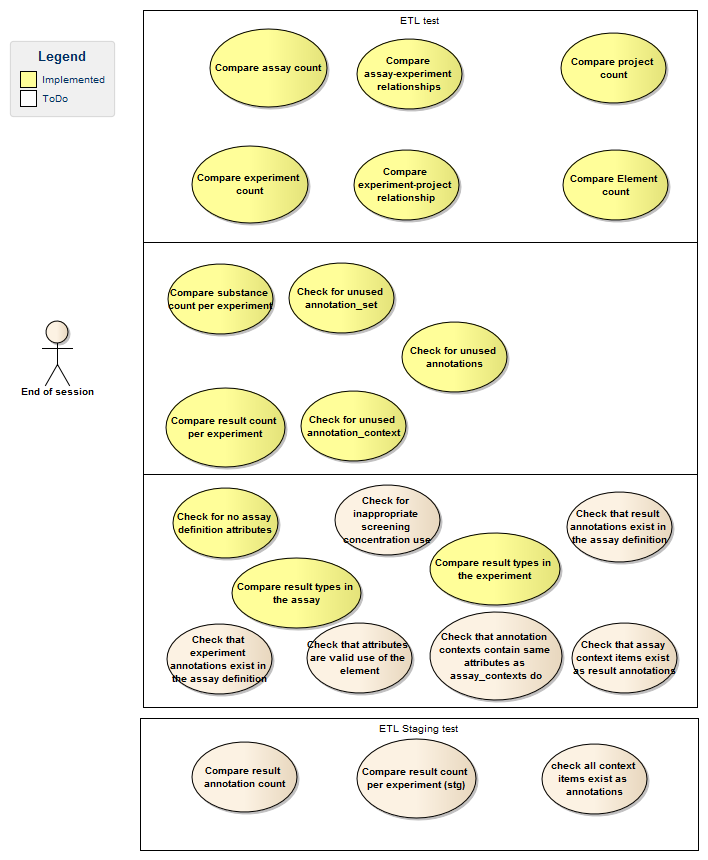 ETL test
Legend
Implemented
ToDo
Compare assay count
Compare
assay-experiment
relationships
Compare project
count
Compare experiment
count
Compare
experiment-project
relationship
Compare Element
count
Compare substance
count per experiment
Check for unused
annotation_set
Check for unused
annotations
End of session
Compare result count
per experiment
Check for unused
annotation_context
Check for no assay
definition attributes
Check for
inappropriate
screening
concentration use
Check that result
annotations exist in
the assay definition
Compare result types in
the assay
Compare result types in
the experiment
Check that
experiment
annotations exist in
the assay definition
Check that attributes
are valid use of the
element
Check that annotation
contexts contain same
attributes as
assay_contexts do
Check that assay
context items exist
as result annotations
ETL Staging test
Compare result
annotation count
Compare result count
per experiment (stg)
check all context
items exist as
annotations